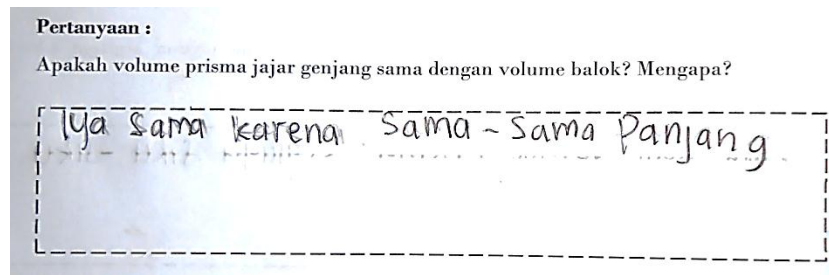 Pertanyaan :
Apakah volume prisma jajar genjang sama dengan volume balok? Mengapa?
Iya Sama karena Sama - Sama Panjang